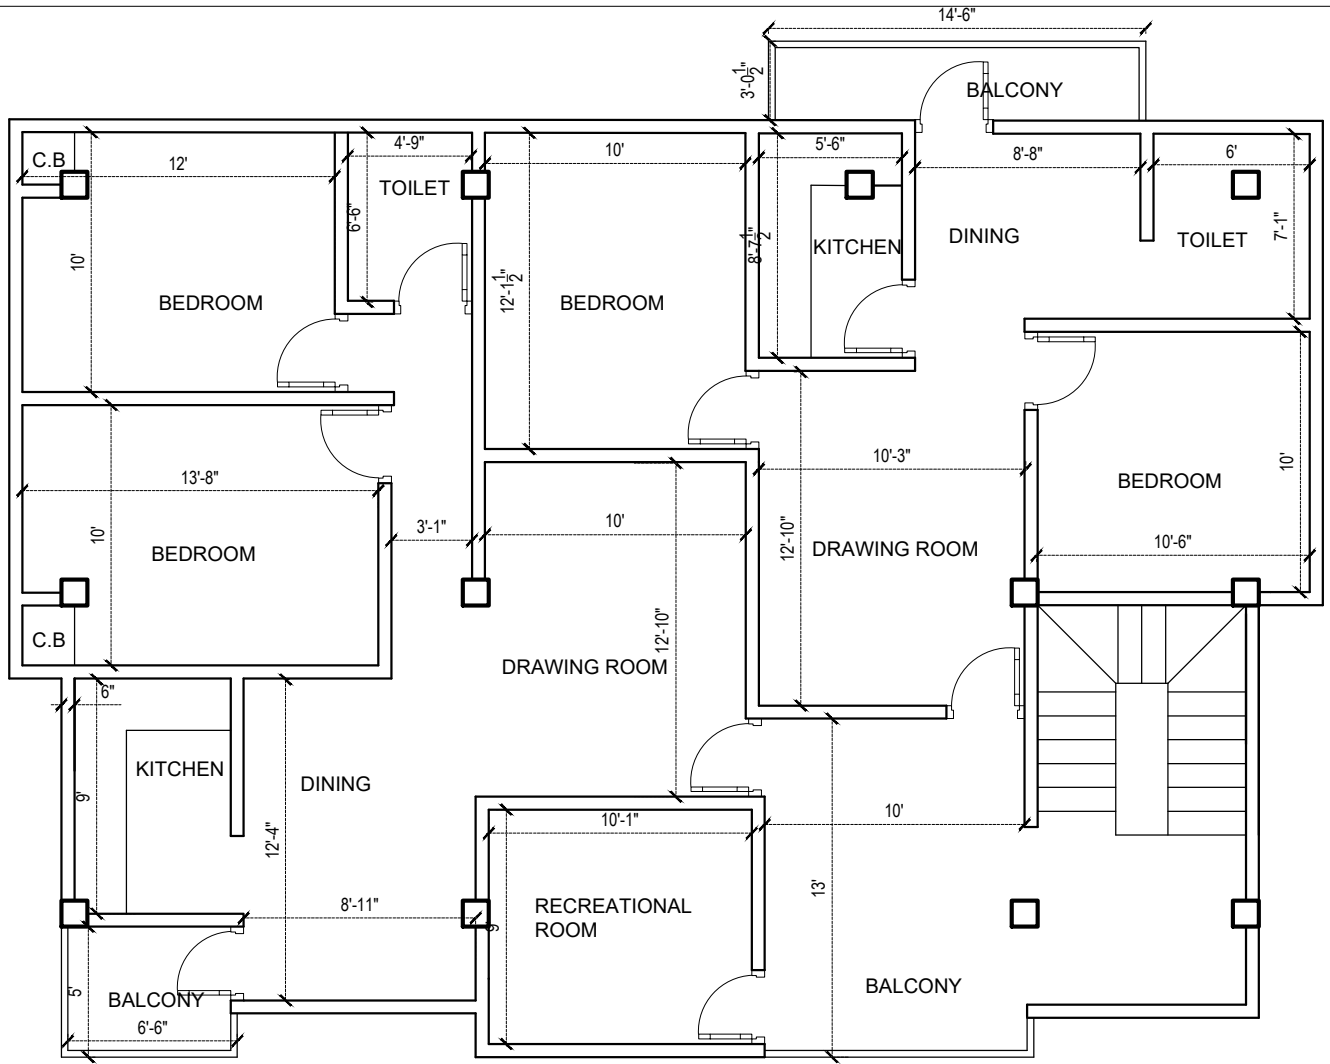 14'-6"
3'-0½"
BALCONY
C.B
12'
4'-9"
10'
5'-6"
8'-8"
6'
TOILET
6'-6"
10'
BEDROOM
12'-1½"
BEDROOM
8'-7½"
KITCHEN
DINING
TOILET
7'-1"
13'-8"
10'
BEDROOM
3'-1"
10'
10'-3"
12'-10"
DRAWING ROOM
BEDROOM
10'
10'-6"
C.B
DRAWING ROOM
12'-10"
6"
KITCHEN
9'
DINING
12'-4"
10'-1"
10'
13'
8'-11"
RECREATIONAL
ROOM
9'
BALCONY
5'
6'-6"
BALCONY